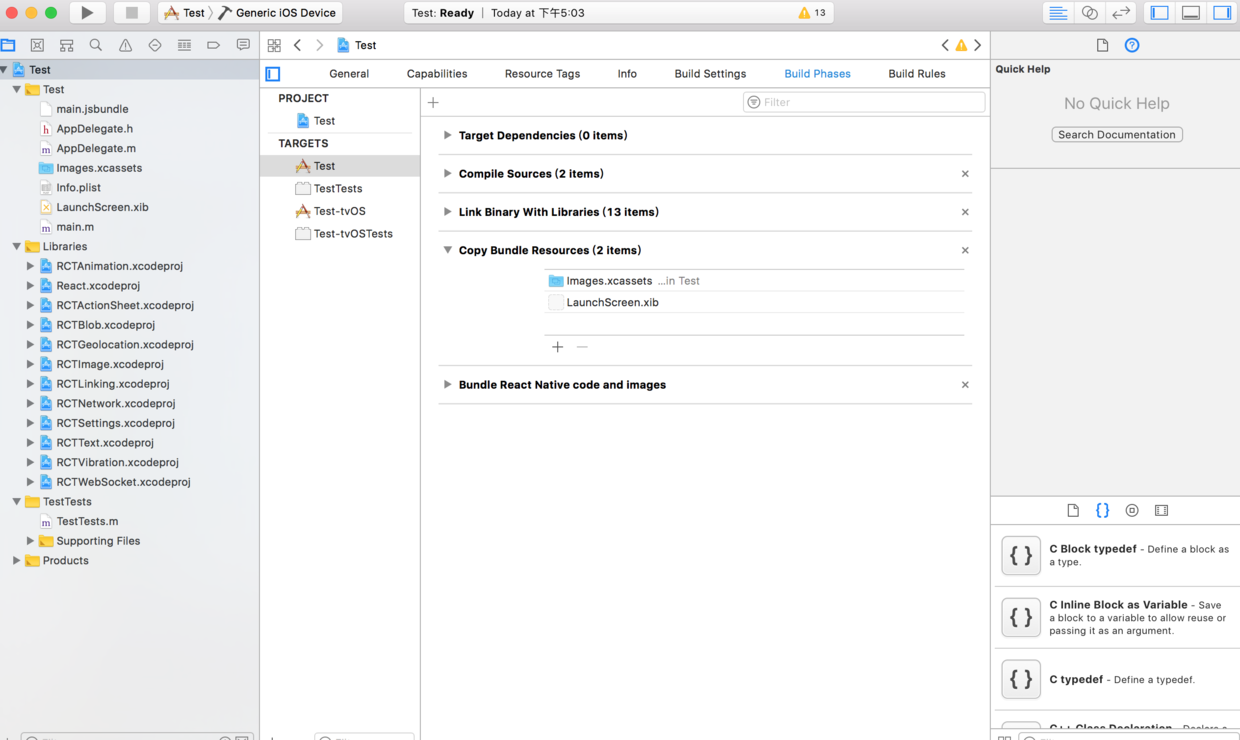 Test
Generic iOS Device
Test: Ready
Today at 下午5:03
13
Test
General
Capabilities
Resource Tags
Info
Build Settings
Build Phases
Build Rules
Quick Help
No Quick Help
Search Documentation
Test
Test
main.jsbundle
AppDelegate.h
AppDelegate.m
Images.xcassets
Info.plist
LaunchScreen.xib
main.m
Libraries
RCTAnimation.xcodeproj
React.xcodeproj
RCTActionSheet.xcodeproj
RCTBlob.xcodeproj
RCTGeolocation.xcodeproj
RCTImage.xcodeproj
RCTLinking.xcodeproj
RCTNetwork.xcodeproj
RCTSettings.xcodeproj
RCTText.xcodeproj
RCTVibration.xcodeproj
RCTWebSocket.xcodeproj
TestTests
TestTests.m
Supporting Files
Products
PROJECT
Test
TARGETS
Test
TestTests
Test-tvOS
Test-tvOSTests
Filter
Target Dependencies (0 items)
Compile Sources (2 items)
Link Binary With Libraries (13 items)
Copy Bundle Resources (2 items)
Images.xcassets ...in Test
LaunchScreen.xib
Bundle React Native code and images
C Block typedef - Define a block as
a type.
C Inline Block as Variable - Save
a block to a variable to allow reuse or
passing it as an argument.
C typedef - Define a typedef.
C++ Class Declaration - Declare a